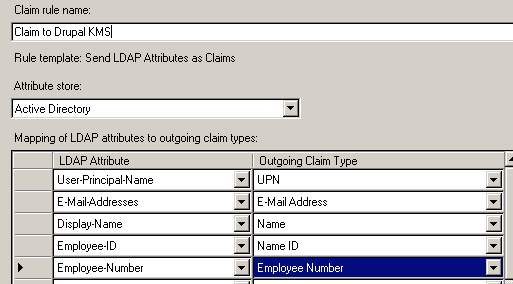 Claim rule name:
Claim to Drupal KMS
Rule template: Send LDAP Attributes as Claims
Attribute store:
Active Directory
Mapping of LDAP attributes to outgoing claim types:
LDAP Attribute Outgoing Claim Type
User-Principal-Name UPN
E-Mail-Addresses E-Mail Address
Display-Name Name
Employee-ID Name ID
Employee-Number Employee Number